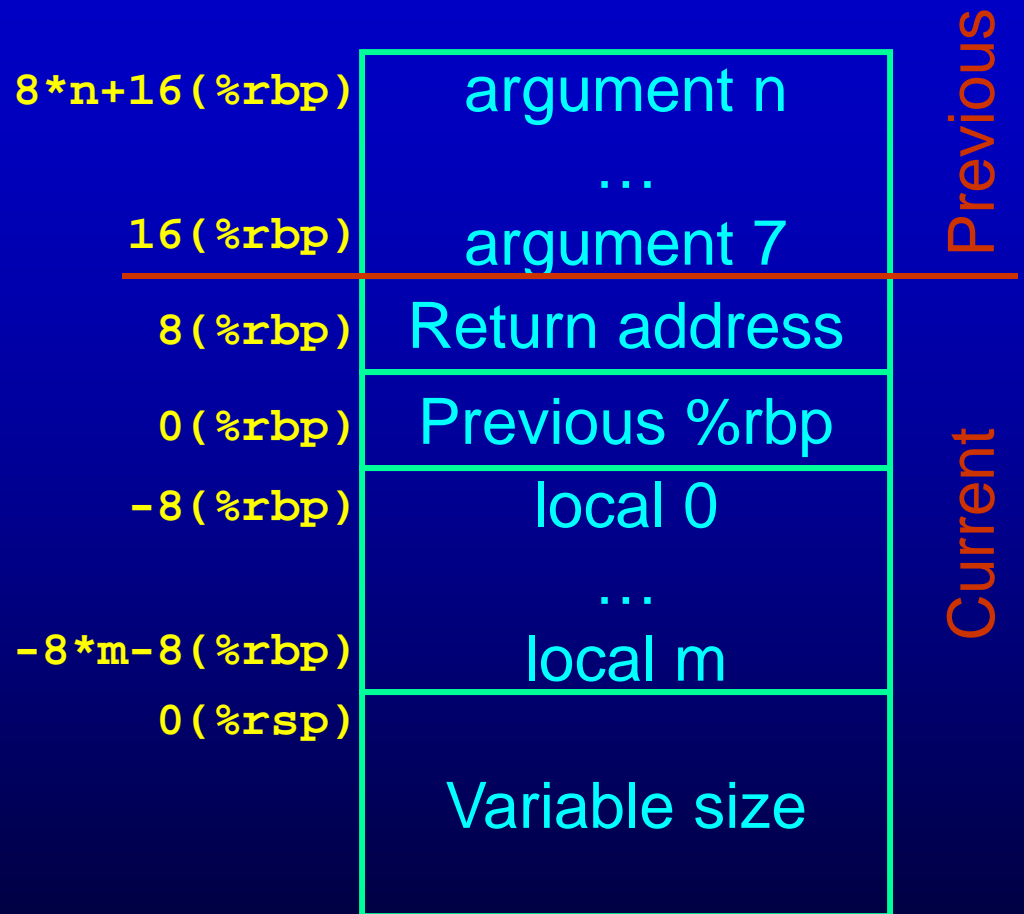 Previous
8*n+16(%rbp) argument n
…
16(%rbp) argument 7
8(%rbp) Return address
0(%rbp) Previous %rbp
-8(%rbp) local 0
…
Current
-8*m-8(%rbp) local m
0(%rsp)
Variable size